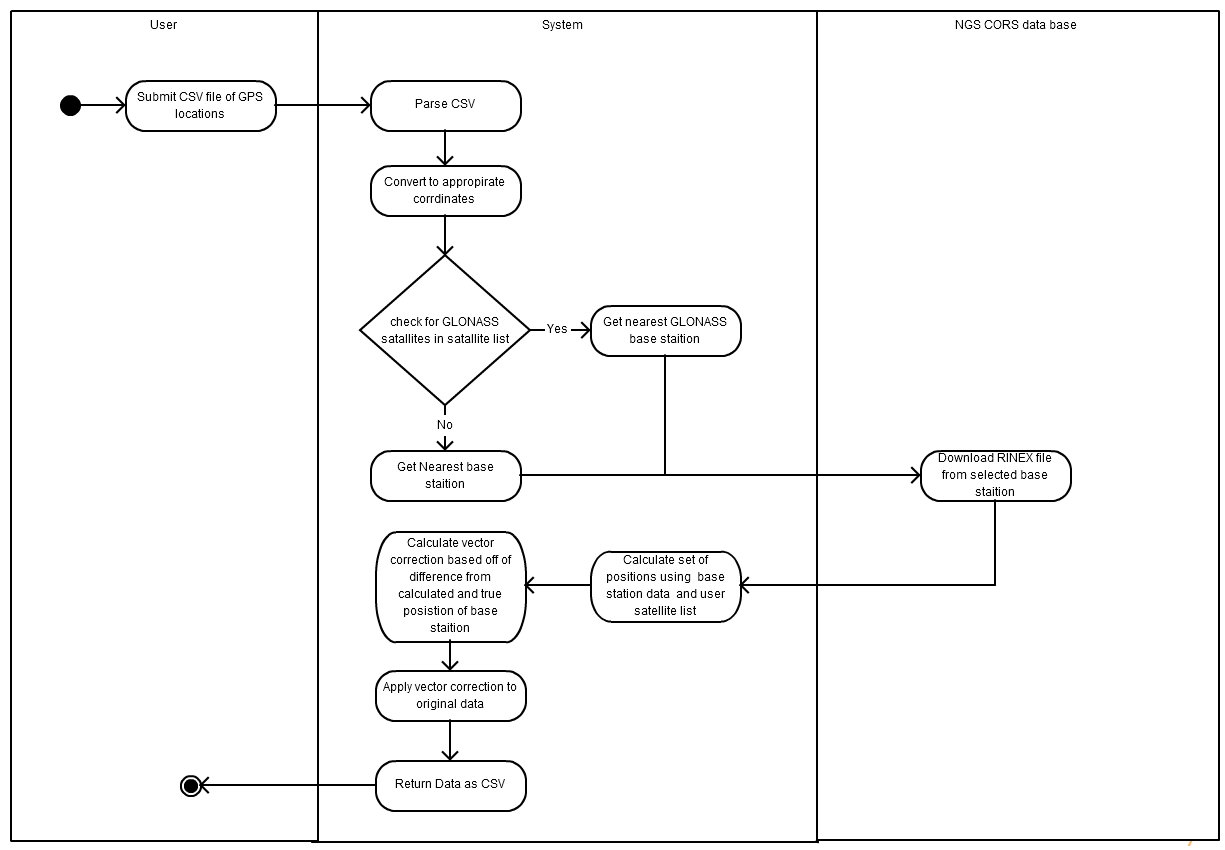 User
System
NGS CORS data base
Submit CSV file of GPS
locations
Parse CSV
Convert to appropirate
corrdinates
check for GLONASS
satallites in satallite list
Yes
Get nearest GLONASS
base staition
No
Get Nearest base
staition
Download RINEX file
from selected base
staition
Calculate vector
correction based off of
difference from
calculated and true
posistion of base
staition
Calculate set of
positions using base
station data and user
satellite list
Apply vector correction to
original data
Return Data as CSV